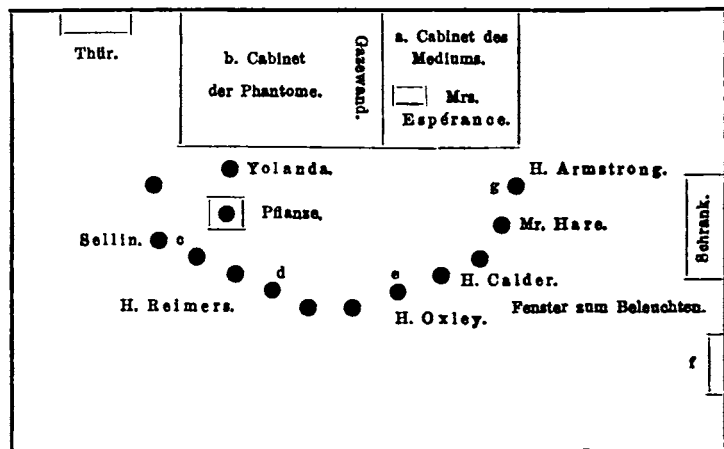 Thür.
b. Cabinet
der Phantome.
Gazewand.
a. Cabinet des
Mediums.
Mrs.
Espérance.
Yolanda.
Pflanze.
Sellin.
c
d
H. Reimers.
e
H. Oxley.
H. Calder.
Mr. Hare.
g
H. Armstrong.
Schrank.
Fenster zum Beleuchten.
f